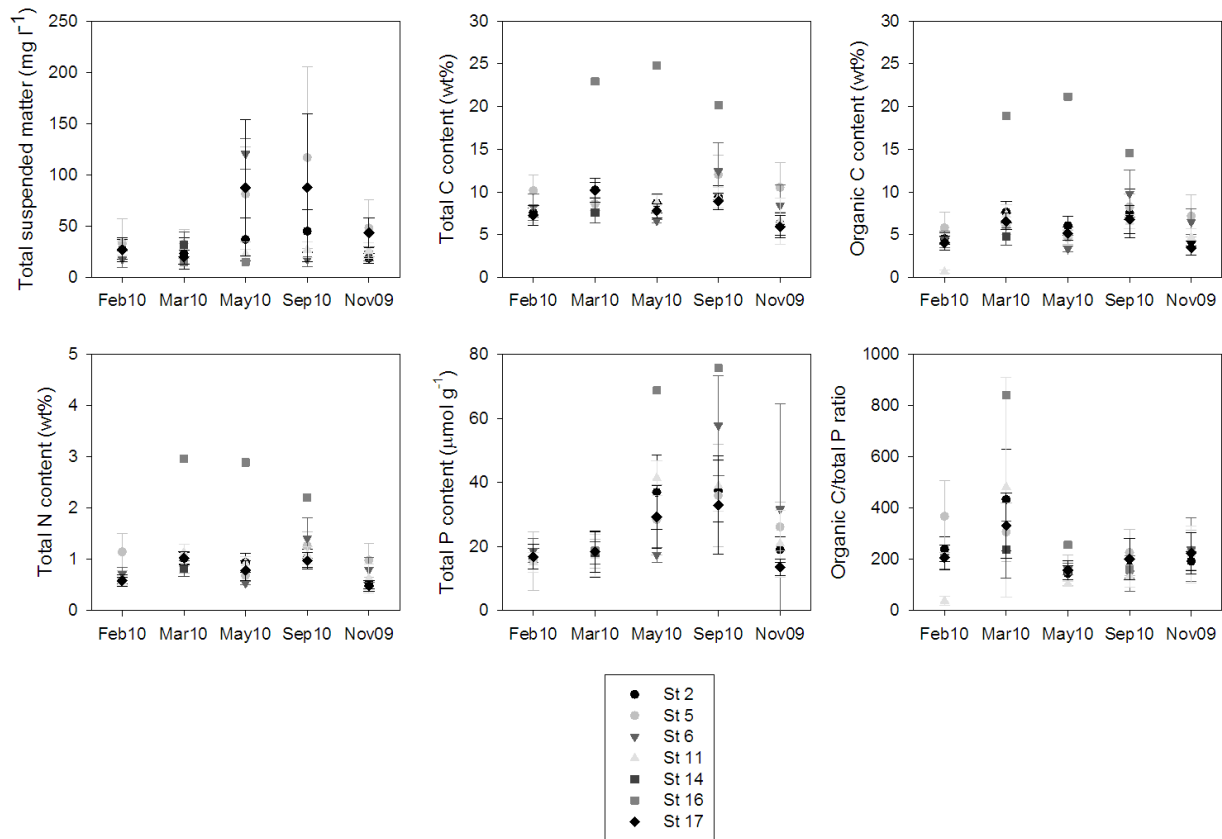 Total suspended matter (mg l⁻¹)
250
200
150
100
50
0
Feb10 Mar10 May10 Sep10 Nov09
Total C content (wt%)
30
25
20
15
10
5
0
Feb10 Mar10 May10 Sep10 Nov09
Organic C content (wt%)
30
25
20
15
10
5
0
Feb10 Mar10 May10 Sep10 Nov09
Total N content (wt%)
5
4
3
2
1
0
Feb10 Mar10 May10 Sep10 Nov09
Total P content (μmol g⁻¹)
80
60
40
20
0
Feb10 Mar10 May10 Sep10 Nov09
Organic C/total P ratio
1000
800
600
400
200
0
Feb10 Mar10 May10 Sep10 Nov09
St 2
St 5
St 6
St 11
St 14
St 16
St 17